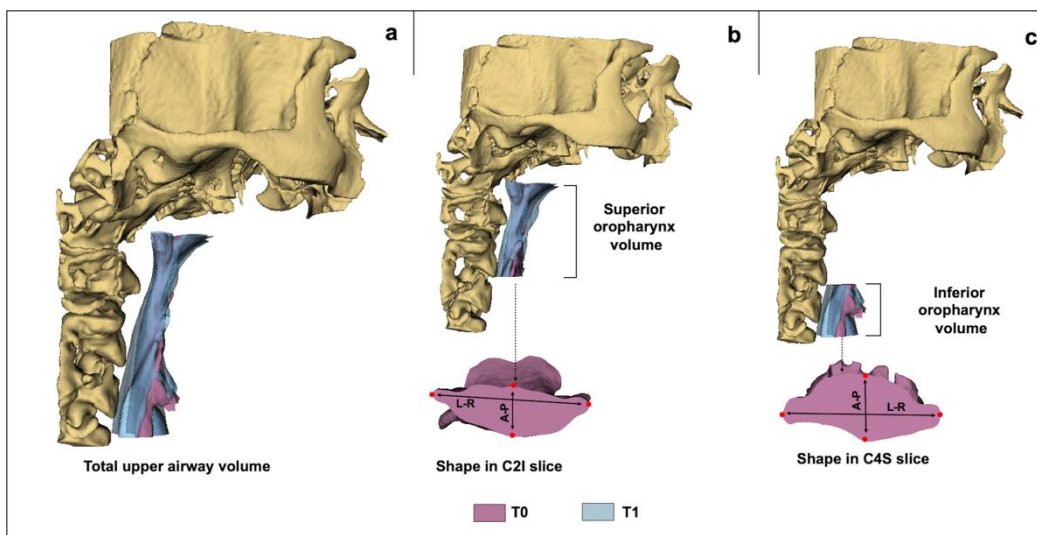 a
b
c
Superior
oropharynx
volume
Inferior
oropharynx
volume
L-R
A-P
A-P
L-R
Total upper airway volume
Shape in C2I slice
Shape in C4S slice
T0
T1